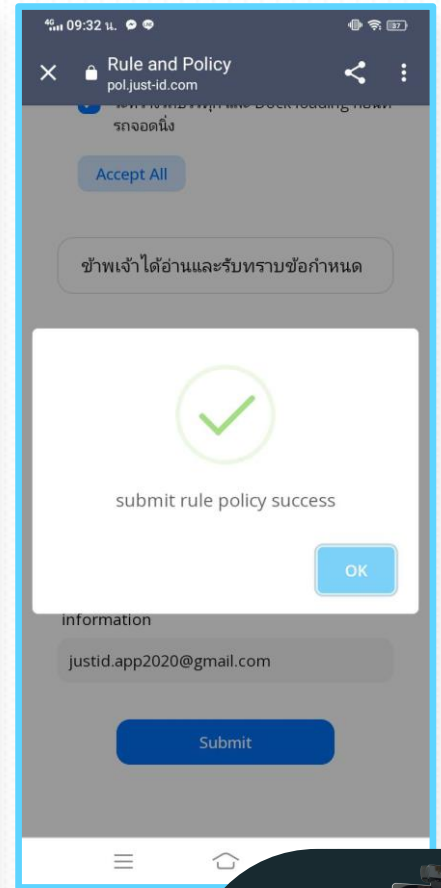 4G 09:32 น. 37
Rule and Policy
pol.just-id.com
รถจอดนิ่ง
Accept All
ข้าพเจ้าได้อ่านและรับทราบข้อกำหนด
submit rule policy success
OK
information
justid.app2020@gmail.com
Submit